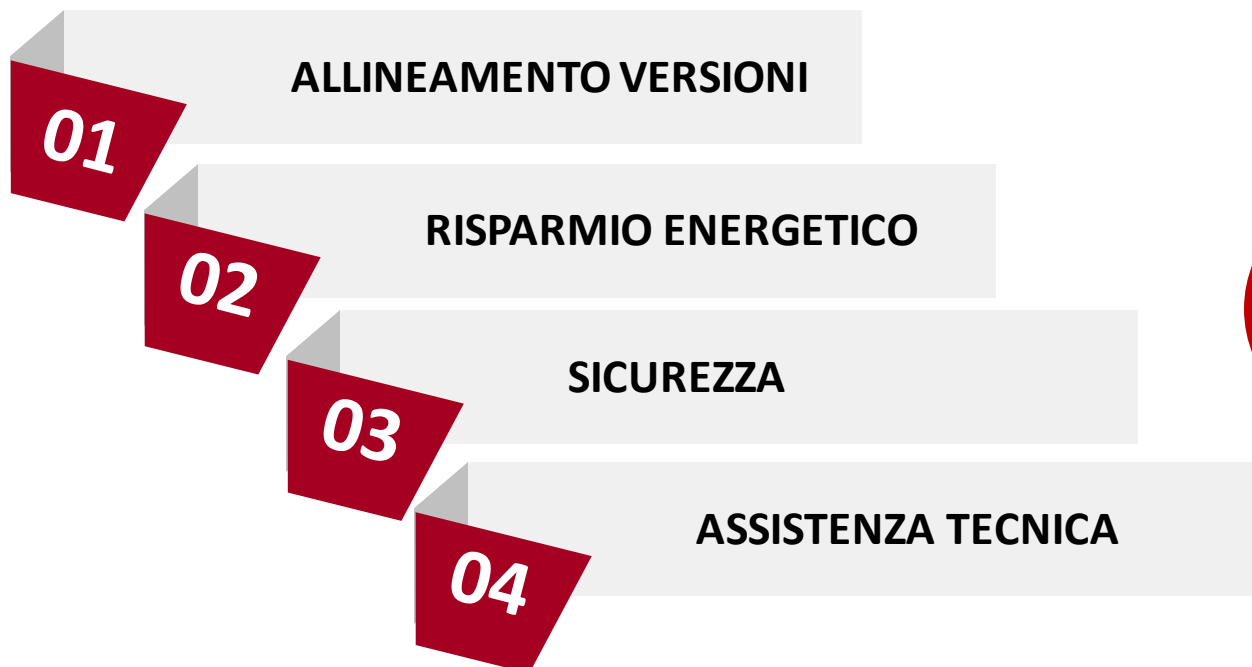 01
ALLINEAMENTO VERSIONI
02
RISPARMIO ENERGETICO
03
SICUREZZA
04
ASSISTENZA TECNICA